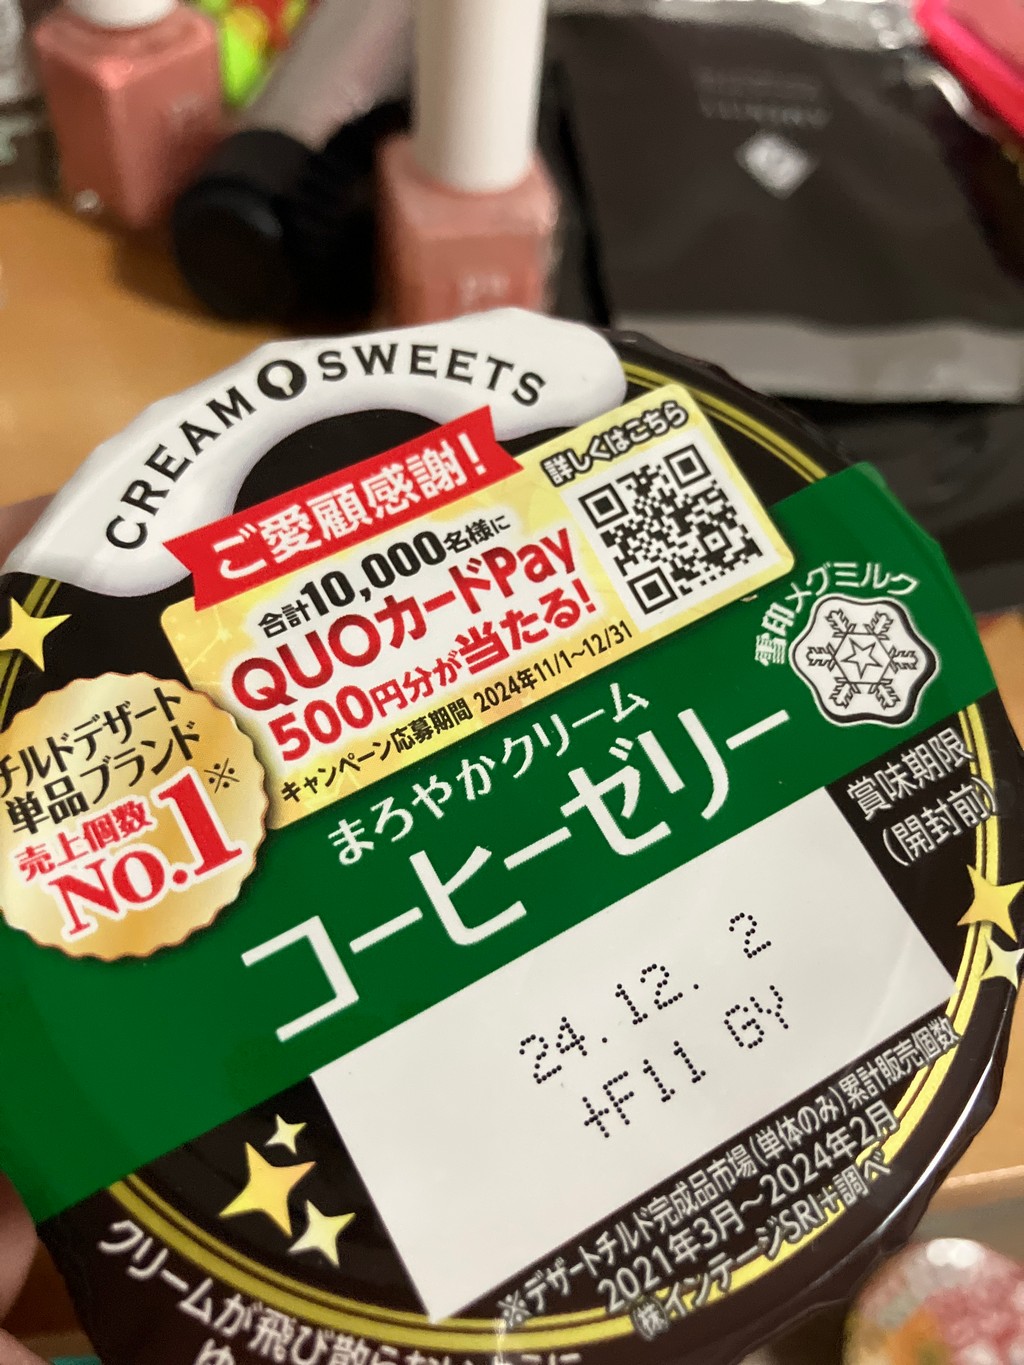 CREAM SWEETS
ご愛顧感謝!
詳しくはこちら
合計10,000名様に
QUOカードPay
500円分が当たる!
キャンペーン応募期間 2024年11/1~12/31
雪印メグミルク
チルドデザート
単品ブランド※
売上個数
NO.1
まろやかクリーム
コーヒーゼリー
賞味期限
(開封前)
24.12. 2
+F11 GY
※デザートチルド完成品市場(単体のみ)累計販売個数
2021年3月~2024年2月
(株)インテージSRI+調べ
クリームが飛び散らないように
ゆ